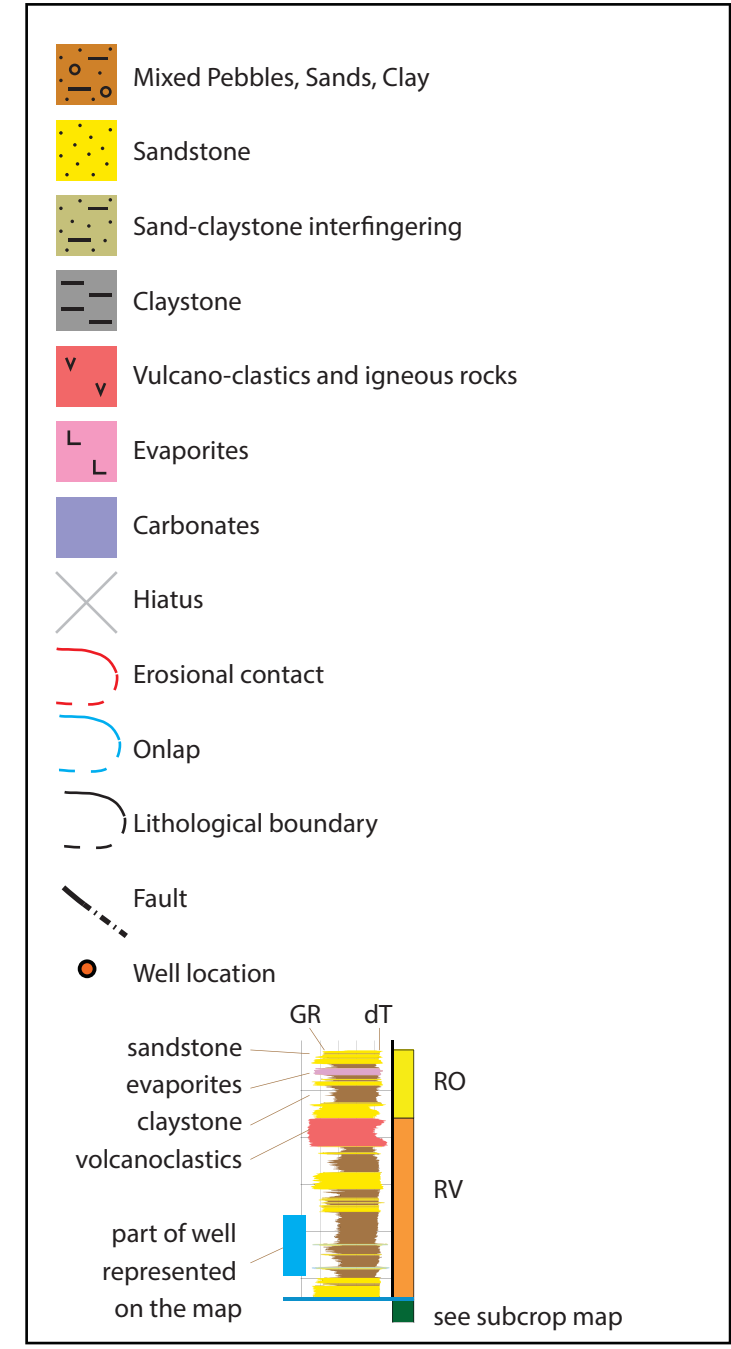 Mixed Pebbles, Sands, Clay
Sandstone
Sand-claystone interfingering
Claystone
Vulcano-clastics and igneous rocks
Evaporites
Carbonates
Hiatus
Erosional contact
Onlap
Lithological boundary
Fault
Well location
GR dT
sandstone
evaporites
claystone
volcanoclastics
RO
RV
part of well
represented
on the map
see subcrop map